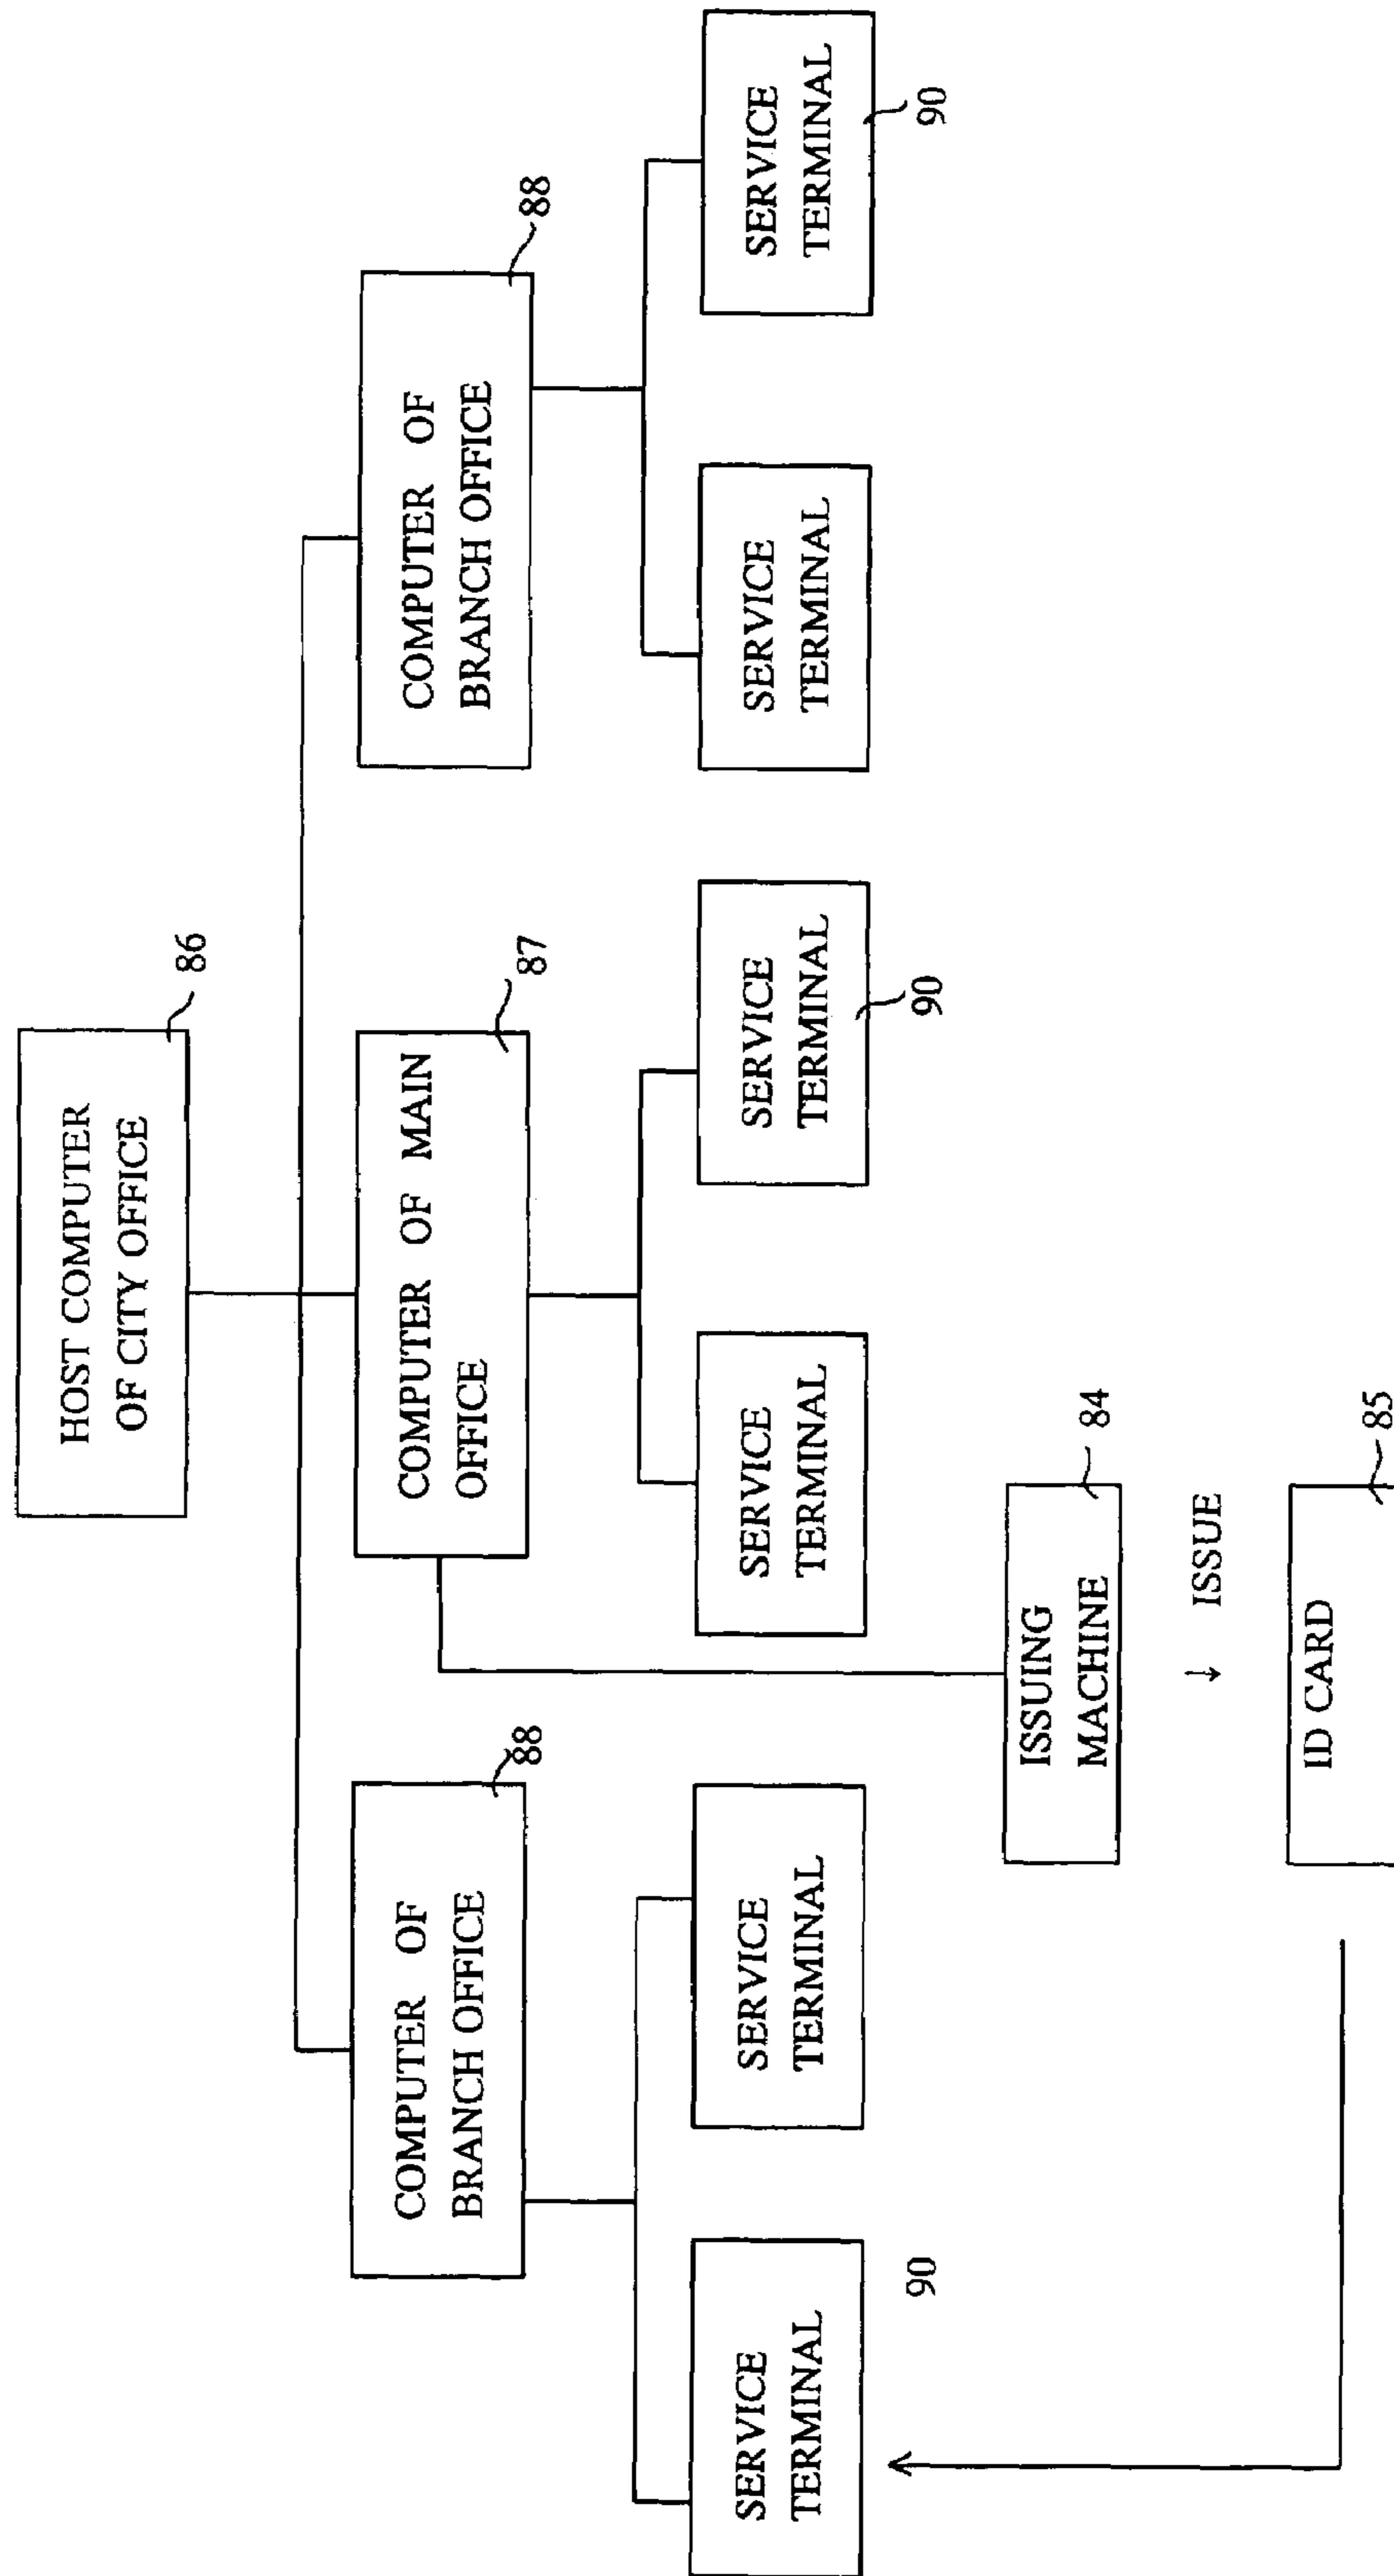 HOST COMPUTER
OF CITY OFFICE
86
COMPUTER OF
BRANCH OFFICE
88
COMPUTER OF MAIN
OFFICE
87
COMPUTER OF
BRANCH OFFICE
88
SERVICE
TERMINAL
90
SERVICE
TERMINAL
SERVICE
TERMINAL
SERVICE
TERMINAL
90
SERVICE
TERMINAL
SERVICE
TERMINAL
90
ISSUING
MACHINE
84
↓ ISSUE
ID CARD
85